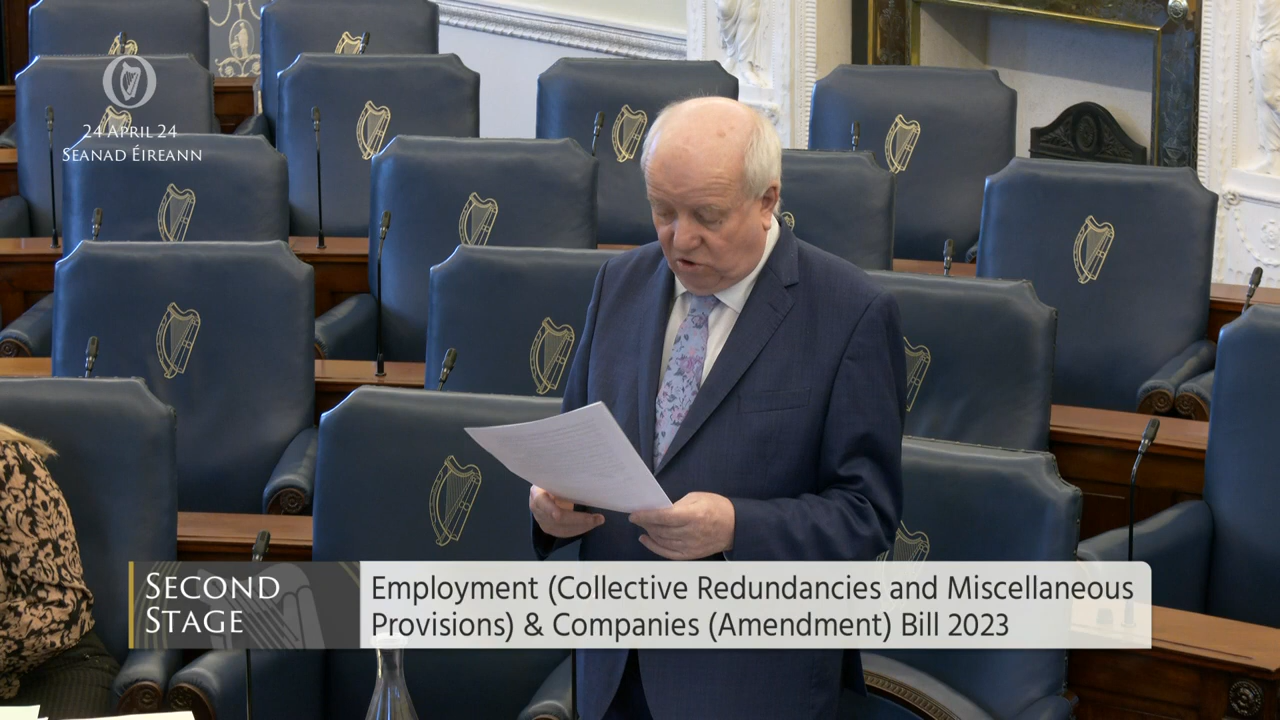 24 April 24
Seanad Éireann
Second
Stage
Employment (Collective Redundancies and Miscellaneous
Provisions) & Companies (Amendment) Bill 2023